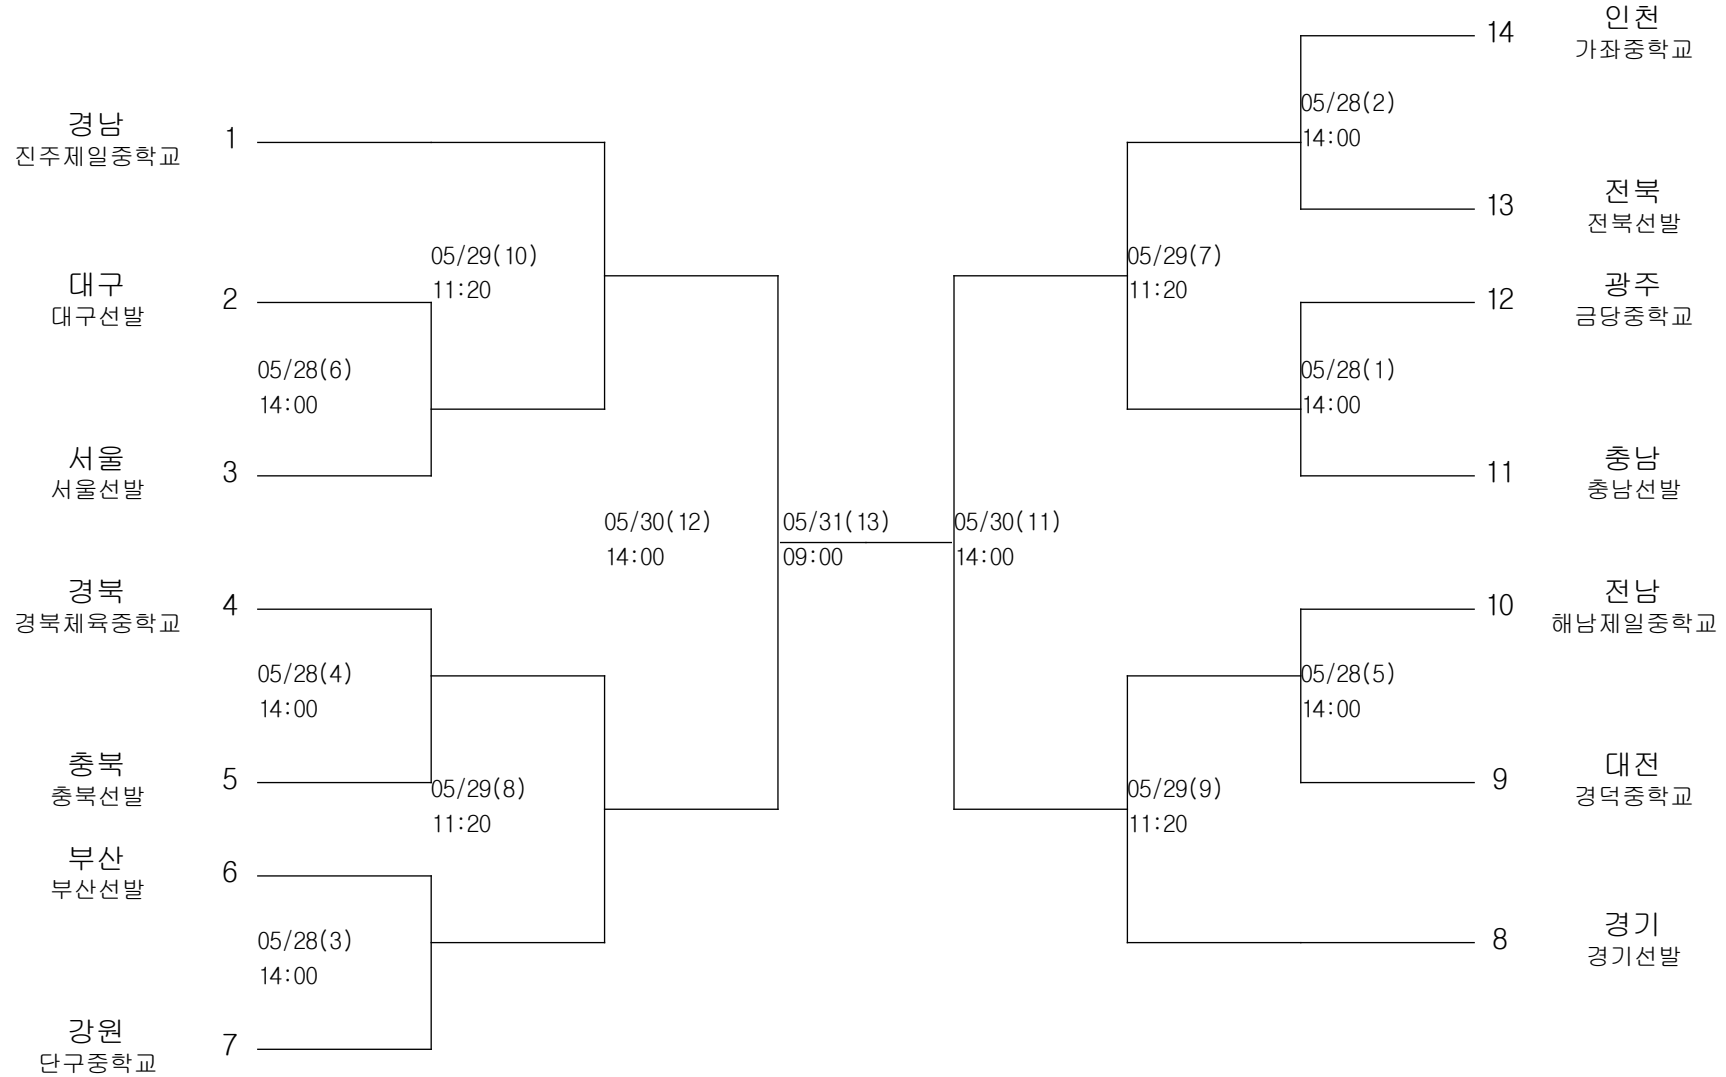 경남
진주제일중학교
1
대구
대구선발
2
05/29(10)
11:20
05/28(6)
14:00
서울
서울선발
3
05/30(12)
14:00
05/31(13)
09:00
경북
경북체육중학교
4
05/28(4)
14:00
충북
충북선발
5
05/29(8)
11:20
부산
부산선발
6
05/28(3)
14:00
강원
단구중학교
7
14
인천
가좌중학교
05/28(2)
14:00
13
전북
전북선발
05/29(7)
11:20
12
광주
금당중학교
05/28(1)
14:00
11
충남
충남선발
05/30(11)
14:00
10
전남
해남제일중학교
05/28(5)
14:00
9
대전
경덕중학교
05/29(9)
11:20
8
경기
경기선발